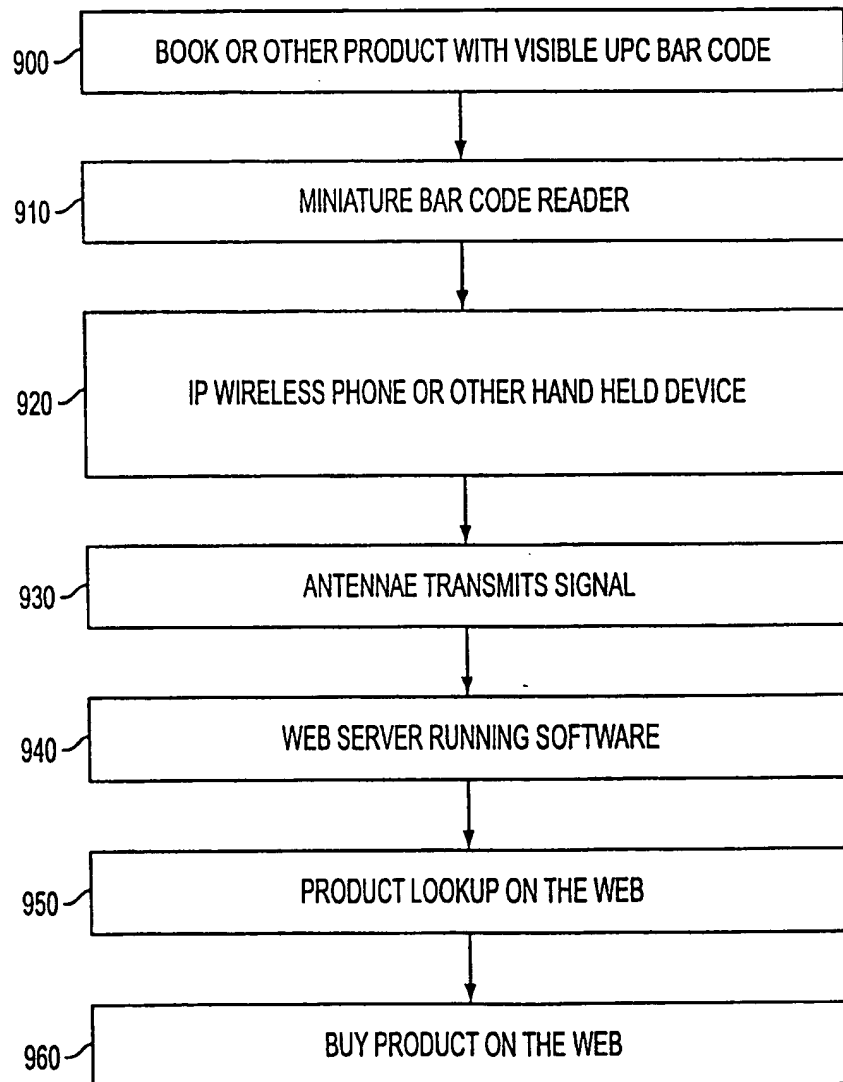 900 BOOK OR OTHER PRODUCT WITH VISIBLE UPC BAR CODE
910 MINIATURE BAR CODE READER
920 IP WIRELESS PHONE OR OTHER HAND HELD DEVICE
930 ANTENNAE TRANSMITS SIGNAL
940 WEB SERVER RUNNING SOFTWARE
950 PRODUCT LOOKUP ON THE WEB
960 BUY PRODUCT ON THE WEB